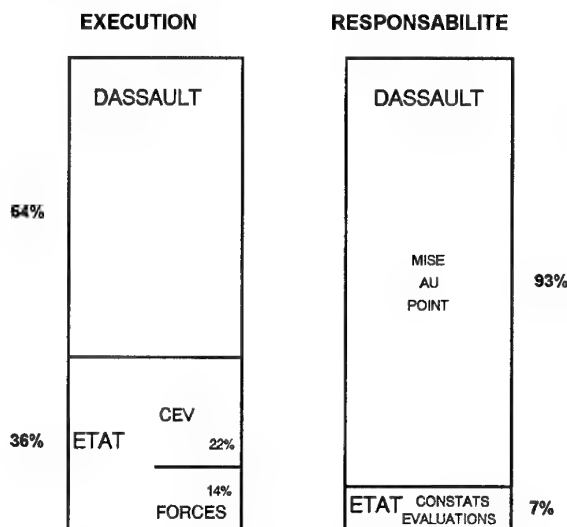 EXECUTION
RESPONSABILITE
DASSAULT
DASSAULT
64%
MISE
AU
POINT
93%
CEV
36%
ETAT
22%
14%
FORCES
ETAT
CONSTATS
EVALUATIONS
7%